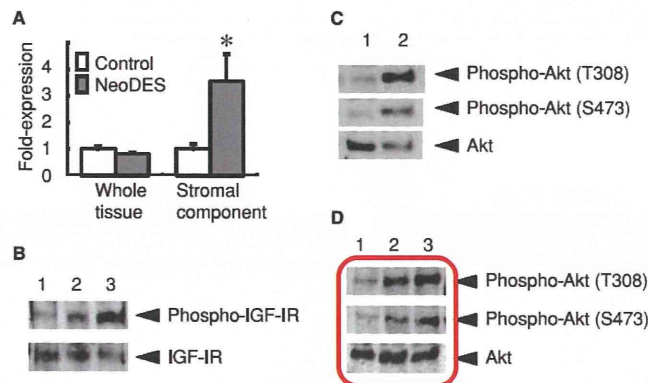 A
Fold-expression
4
3
2
1
0
Control
NeoDES
*
Whole
tissue
Stromal
component
B
1 2 3
Phospho-IGF-IR
IGF-IR
C
1 2
Phospho-Akt (T308)
Phospho-Akt (S473)
Akt
D
1 2 3
Phospho-Akt (T308)
Phospho-Akt (S473)
Akt